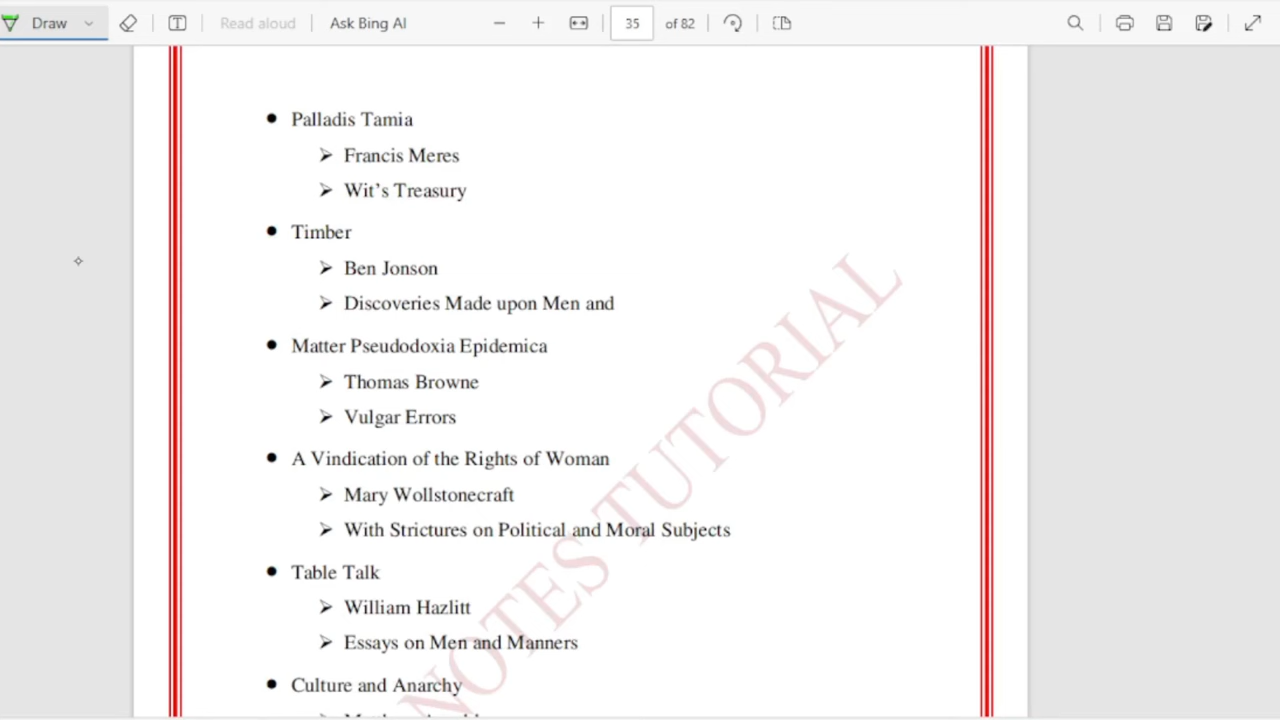 Draw
Read aloud
Ask Bing AI
35
of 82
Palladis Tamia
Francis Meres
Wit's Treasury
Timber
Ben Jonson
Discoveries Made upon Men and
Matter Pseudodoxia Epidemica
Thomas Browne
Vulgar Errors
A Vindication of the Rights of Woman
Mary Wollstonecraft
With Strictures on Political and Moral Subjects
Table Talk
William Hazlitt
Essays on Men and Manners
Culture and Anarchy
NOTES TUTORIAL